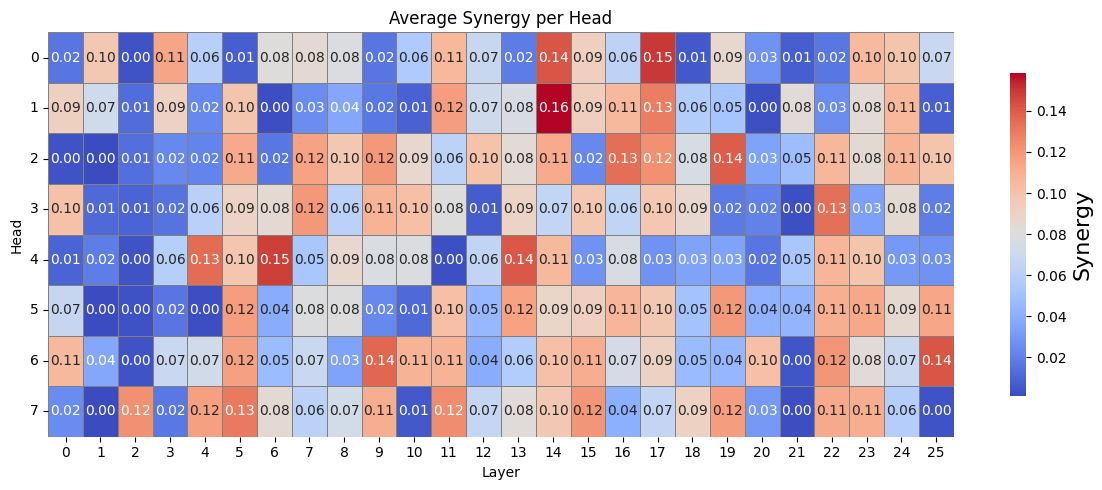 Average Synergy per Head
0 0.02 0.10 0.00 0.11 0.06 0.01 0.08 0.08 0.08 0.02 0.06 0.11 0.07 0.02 0.14 0.09 0.06 0.15 0.01 0.09 0.03 0.01 0.02 0.10 0.10 0.07
1 0.09 0.07 0.01 0.09 0.02 0.10 0.00 0.03 0.04 0.02 0.01 0.12 0.07 0.08 0.16 0.09 0.11 0.13 0.06 0.05 0.00 0.08 0.03 0.08 0.11 0.01
2 0.00 0.00 0.01 0.02 0.02 0.11 0.02 0.12 0.10 0.12 0.09 0.06 0.10 0.08 0.11 0.02 0.13 0.12 0.08 0.14 0.03 0.05 0.11 0.08 0.11 0.10
3 0.10 0.01 0.01 0.02 0.06 0.09 0.08 0.12 0.06 0.11 0.10 0.08 0.01 0.09 0.07 0.10 0.06 0.10 0.09 0.02 0.02 0.00 0.13 0.03 0.08 0.02
4 0.01 0.02 0.00 0.06 0.13 0.10 0.15 0.05 0.09 0.08 0.08 0.00 0.06 0.14 0.11 0.03 0.08 0.03 0.03 0.03 0.02 0.05 0.11 0.10 0.03 0.03
5 0.07 0.00 0.00 0.02 0.00 0.12 0.04 0.08 0.08 0.02 0.01 0.10 0.05 0.12 0.09 0.09 0.11 0.10 0.05 0.12 0.04 0.04 0.11 0.11 0.09 0.11
6 0.11 0.04 0.00 0.07 0.07 0.12 0.05 0.07 0.03 0.14 0.11 0.11 0.04 0.06 0.10 0.11 0.07 0.09 0.05 0.04 0.10 0.00 0.12 0.08 0.07 0.14
7 0.02 0.00 0.12 0.02 0.12 0.13 0.08 0.06 0.07 0.11 0.01 0.12 0.07 0.08 0.10 0.12 0.04 0.07 0.09 0.12 0.03 0.00 0.11 0.11 0.06 0.00
0 1 2 3 4 5 6 7 8 9 10 11 12 13 14 15 16 17 18 19 20 21 22 23 24 25
Layer
Head
0.14
0.12
0.10
0.08
0.06
0.04
0.02
Synergy